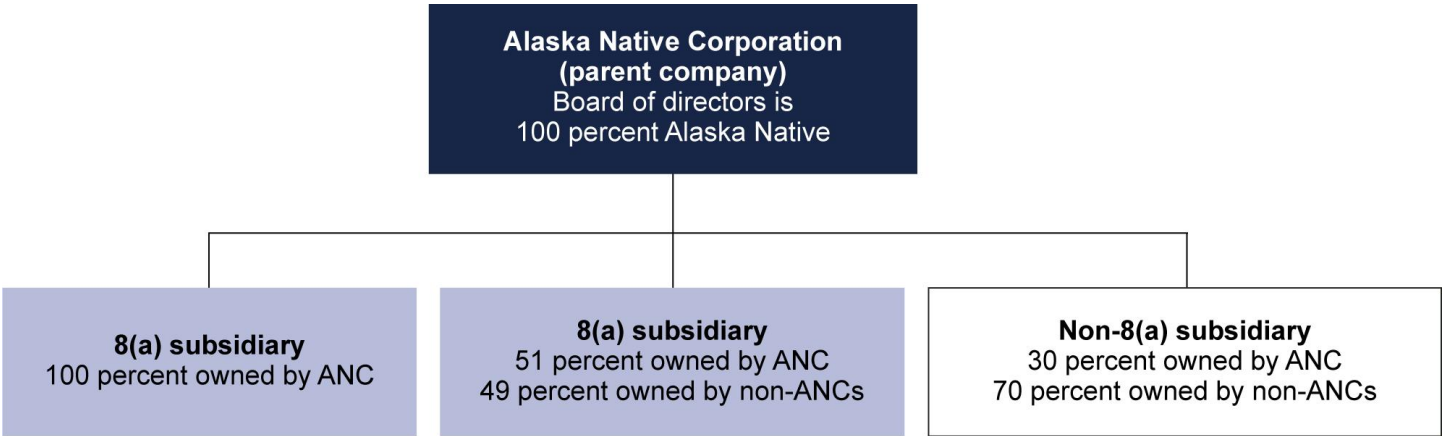 Alaska Native Corporation
(parent company)
Board of directors is
100 percent Alaska Native
8(a) subsidiary
100 percent owned by ANC
8(a) subsidiary
51 percent owned by ANC
49 percent owned by non-ANCs
Non-8(a) subsidiary
30 percent owned by ANC
70 percent owned by non-ANCs